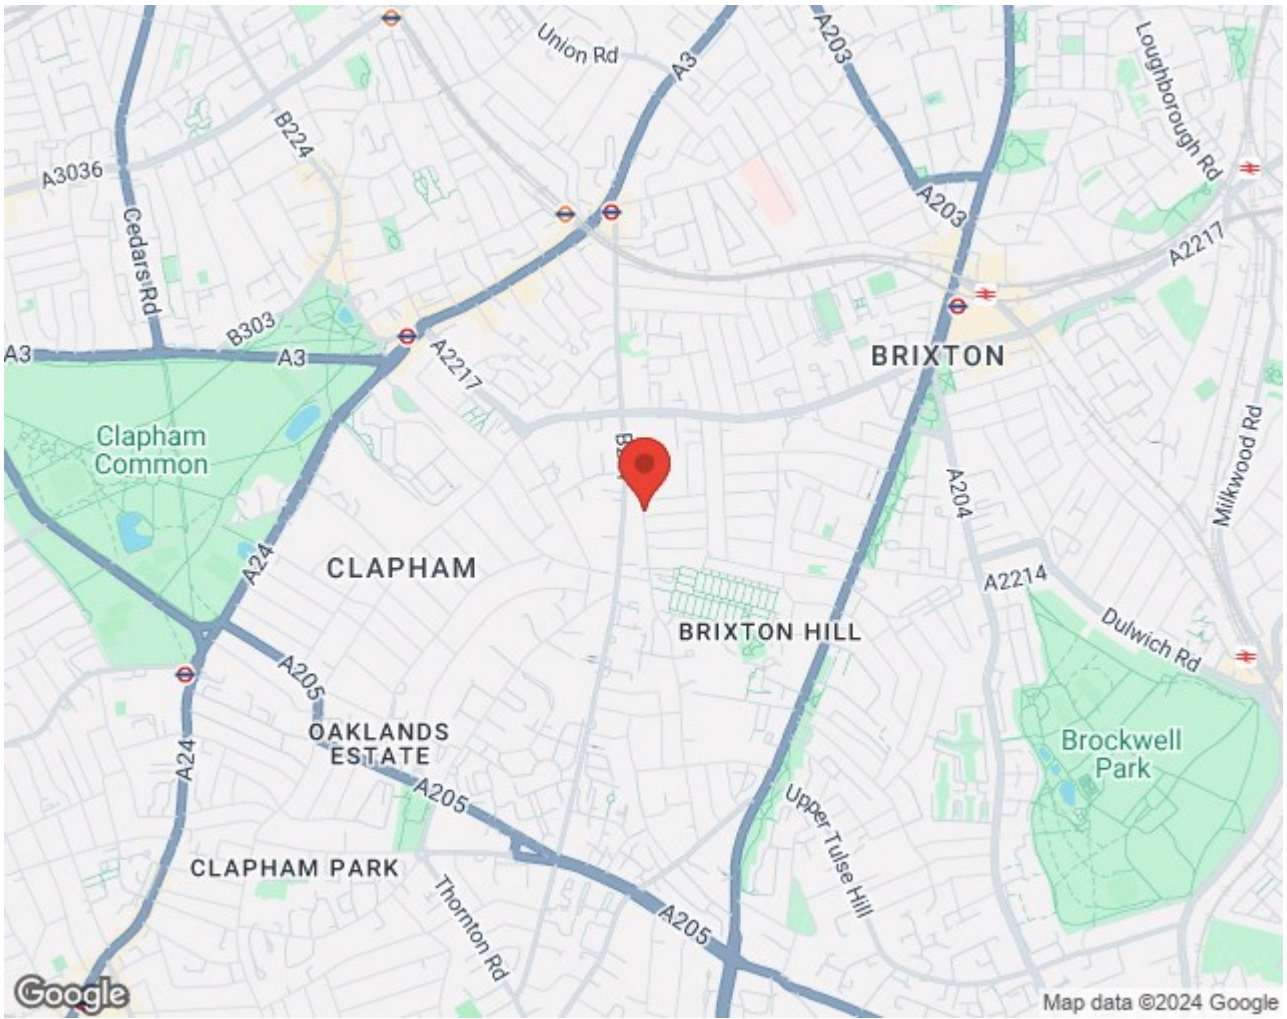 Union Rd
A3
A203
Loughborough Rd
B224
A3036
Cedars Rd
A203
A2217
B303
A3
A3
A2217
BRIXTON
Clapham
Common
A204
Milkwood Rd
A24
CLAPHAM
A2214
BRIXTON HILL
Dulwich Rd
A205
OAKLANDS
ESTATE
A24
Brockwell
Park
A205
Upper Tulse Hill
CLAPHAM PARK
Thornton Rd
A205
Google
Map data ©2024 Google